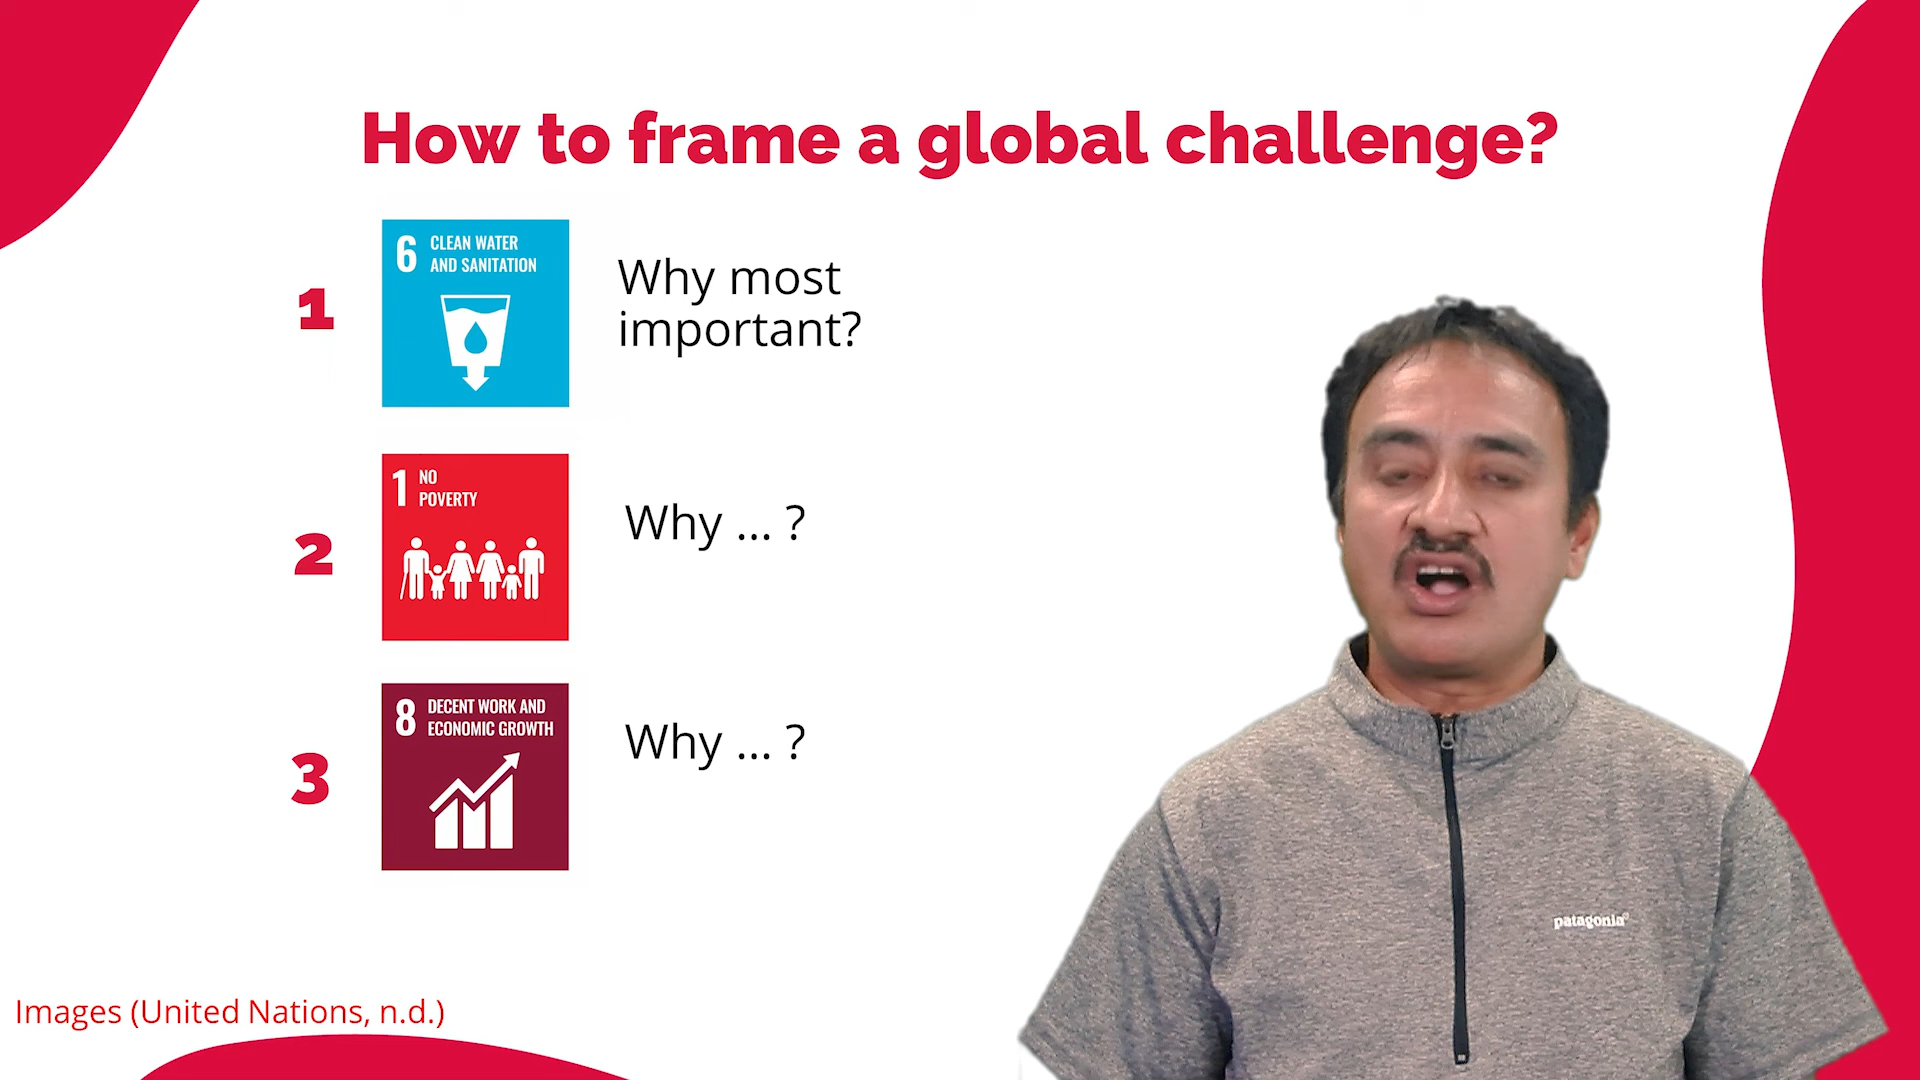 How to frame a global challenge?
1
6 CLEAN WATER
AND SANITATION
Why most
important?
2
1 NO
POVERTY
Why ... ?
3
8 DECENT WORK AND
ECONOMIC GROWTH
Why ... ?
patagonia®
Images (United Nations, n.d.)